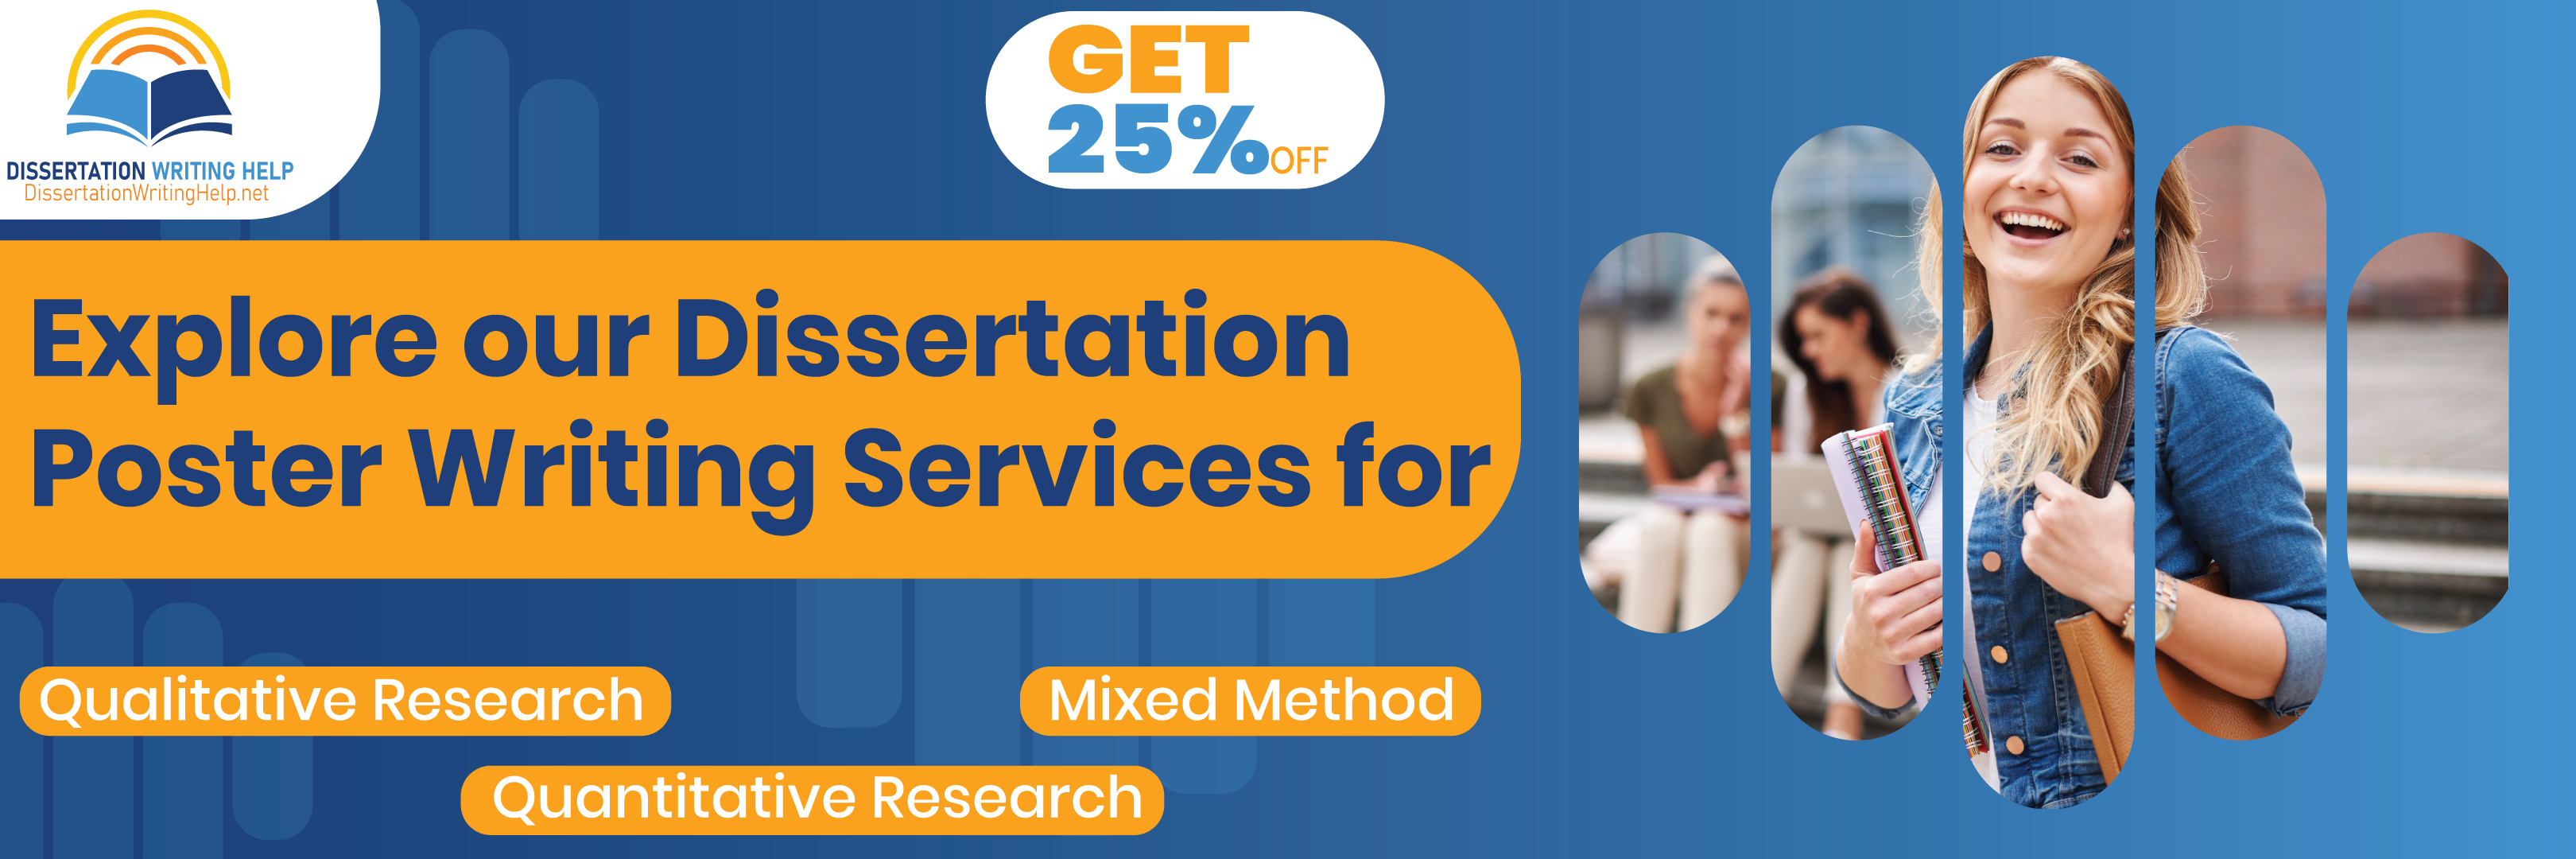 DISSERTATION WRITING HELP
DissertationWritingHelp.net
GET
25% OFF
Explore our Dissertation
Poster Writing Services for
Qualitative Research
Mixed Method
Quantitative Research